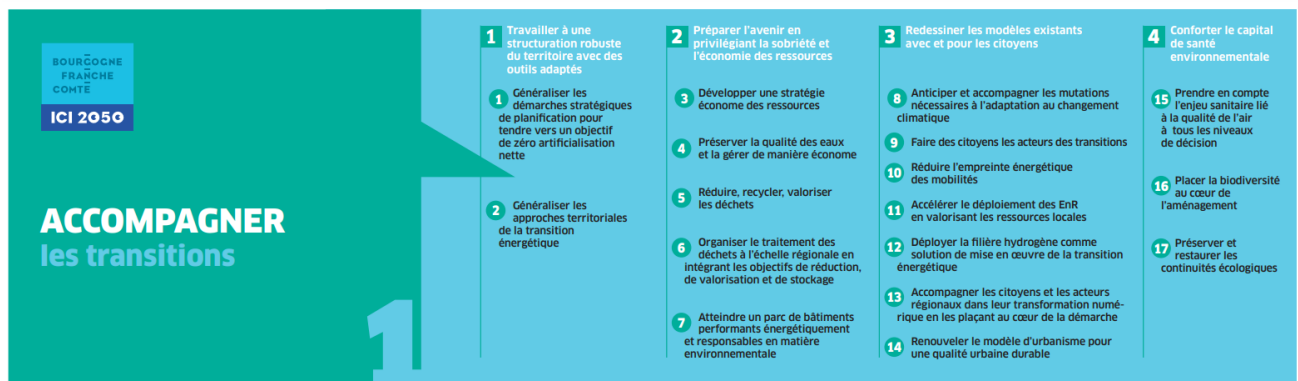 BOURGOGNE
FRANCHE
COMTÉ
ICI 2050
ACCOMPAGNER
les transitions
1
1 Travailler à une
structuration robuste
du territoire avec des
outils adaptés
1 Généraliser les
démarches stratégiques
de planification pour
tendre vers un objectif
de zéro artificialisation
nette
2 Généraliser les
approches territoriales
de la transition
énergétique
2 Préparer l'avenir en
privilégiant la sobriété et
l'économie des ressources
3 Développer une stratégie
économe des ressources
4 Préserver la qualité des eaux
et la gérer de manière économe
5 Réduire, recycler, valoriser
les déchets
6 Organiser le traitement des
déchets à l'échelle régionale en
intégrant les objectifs de réduction,
de valorisation et de stockage
7 Atteindre un parc de bâtiments
performants énergétiquement
et responsables en matière
environnementale
3 Redessiner les modèles existants
avec et pour les citoyens
8 Anticiper et accompagner les mutations
nécessaires à l'adaptation au changement
climatique
9 Faire des citoyens les acteurs des transitions
10 Réduire l'empreinte énergétique
des mobilités
11 Accélérer le déploiement des EnR
en valorisant les ressources locales
12 Déployer la filière hydrogène comme
solution de mise en œuvre de la transition
énergétique
13 Accompagner les citoyens et les acteurs
régionaux dans leur transformation numé-
rique en les plaçant au cœur de la démarche
14 Renouveler le modèle d'urbanisme pour
une qualité urbaine durable
4 Conforter le capital
de santé
environnementale
15 Prendre en compte
l'enjeu sanitaire lié
à la qualité de l'air
à tous les niveaux
de décision
16 Placer la biodiversité
au cœur de
l'aménagement
17 Préserver et
restaurer les
continuités écologiques